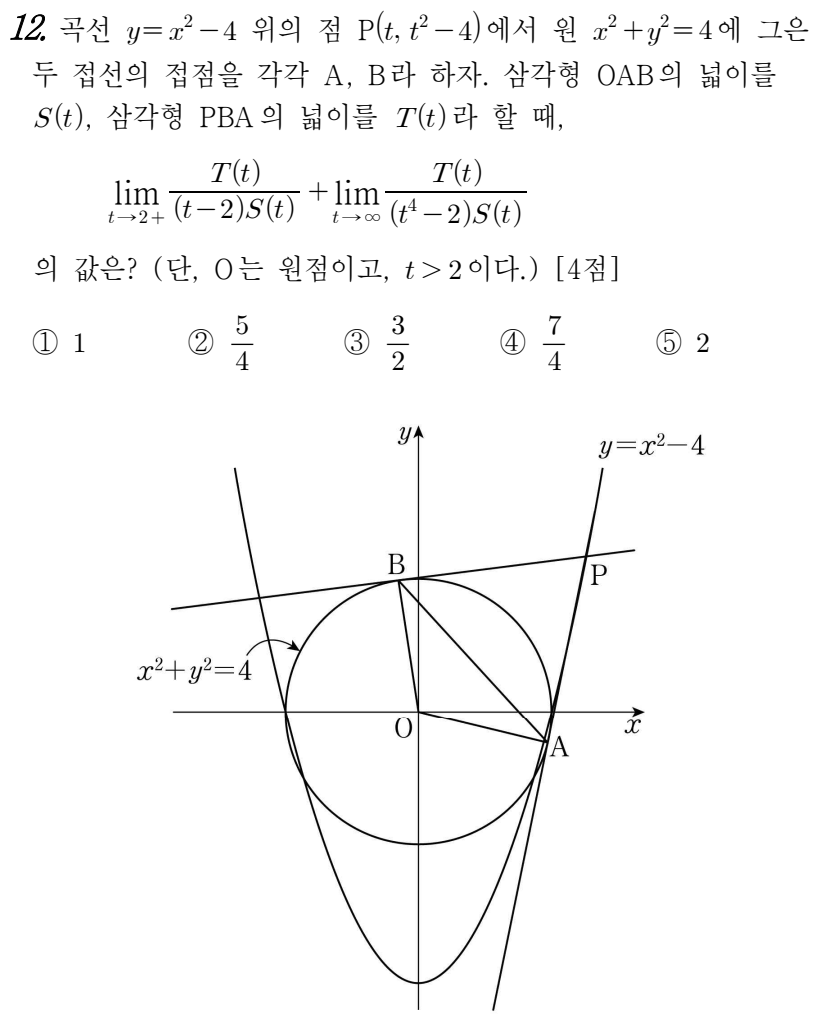 12. 곡선 y=x²−4 위의 점 P(t, t²−4)에서 원 x²+y²=4에 그은
두 접선의 접점을 각각 A, B라 하자. 삼각형 OAB의 넓이를
S(t), 삼각형 PBA의 넓이를 T(t)라 할 때,
lim_{t→2+} T(t)/((t−2)S(t)) + lim_{t→∞} T(t)/((t⁴−2)S(t))
의 값은? (단, O는 원점이고, t>2이다.) [4점]
① 1 ② 5/4 ③ 3/2 ④ 7/4 ⑤ 2
y
y=x²−4
B
P
x²+y²=4
O
x
A